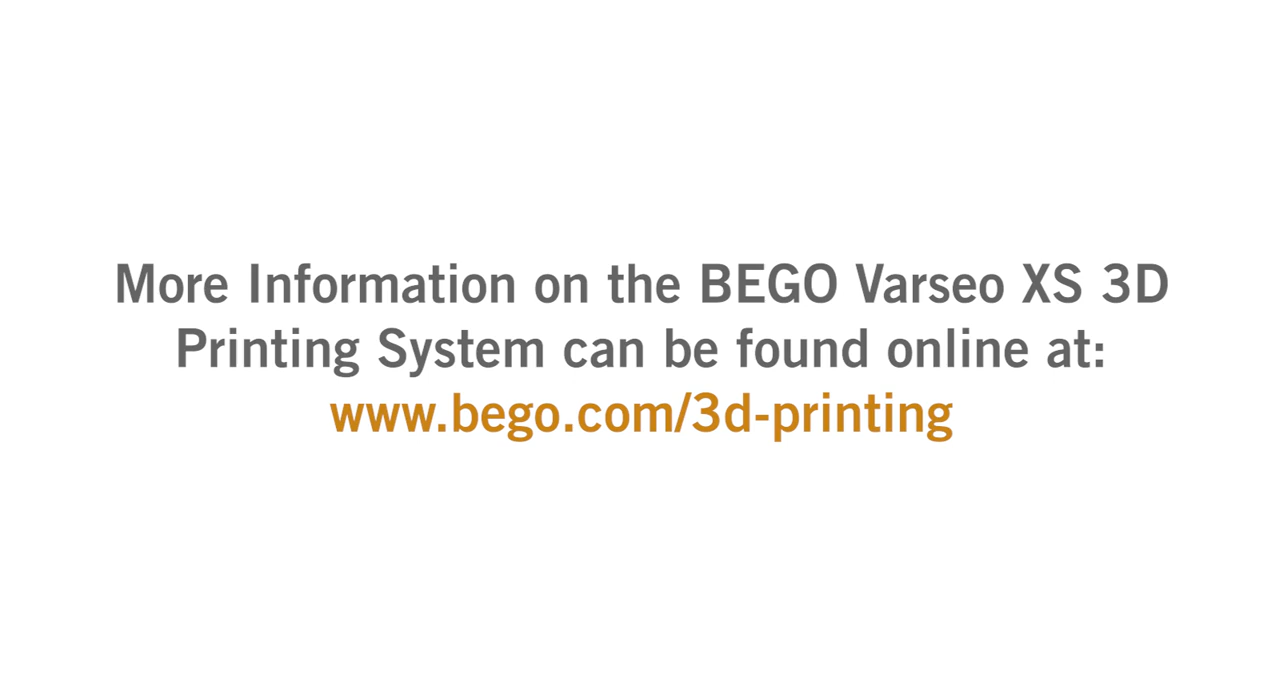 More Information on the BEGO Varseo XS 3D
Printing System can be found online at:
www.bego.com/3d-printing